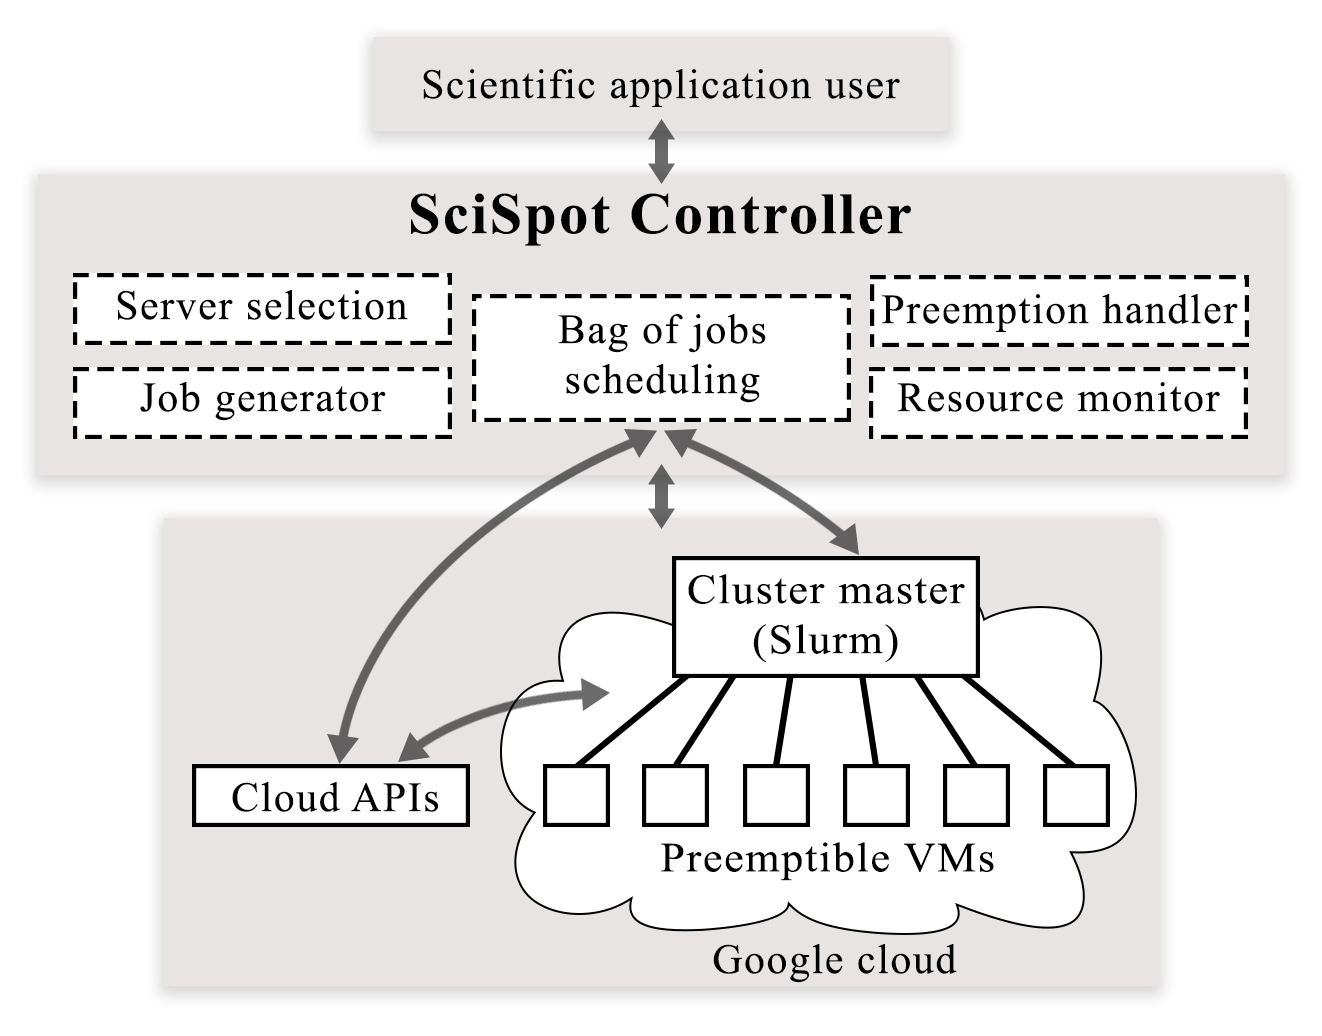 Scientific application user
SciSpot Controller
Server selection
Job generator
Bag of jobs
scheduling
Preemption handler
Resource monitor
Cluster master
(Slurm)
Cloud APIs
Preemptible VMs
Google cloud